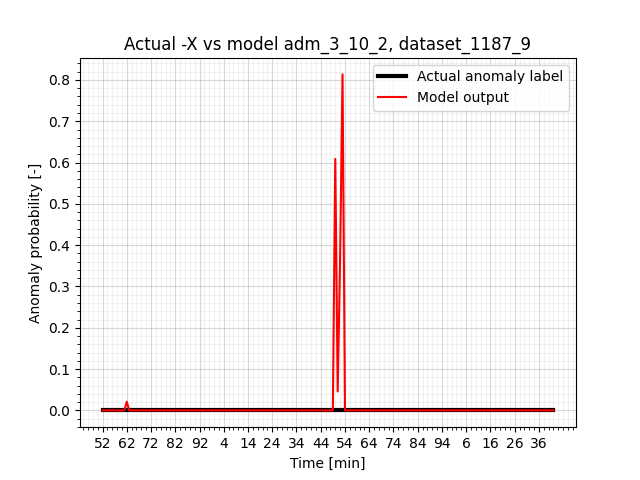 Actual -X vs model adm_3_10_2, dataset_1187_9
Actual anomaly label
Model output
Anomaly probability [-]
0.8
0.7
0.6
0.5
0.4
0.3
0.2
0.1
0.0
52 62 72 82 92 4 14 24 34 44 54 64 74 84 94 6 16 26 36
Time [min]